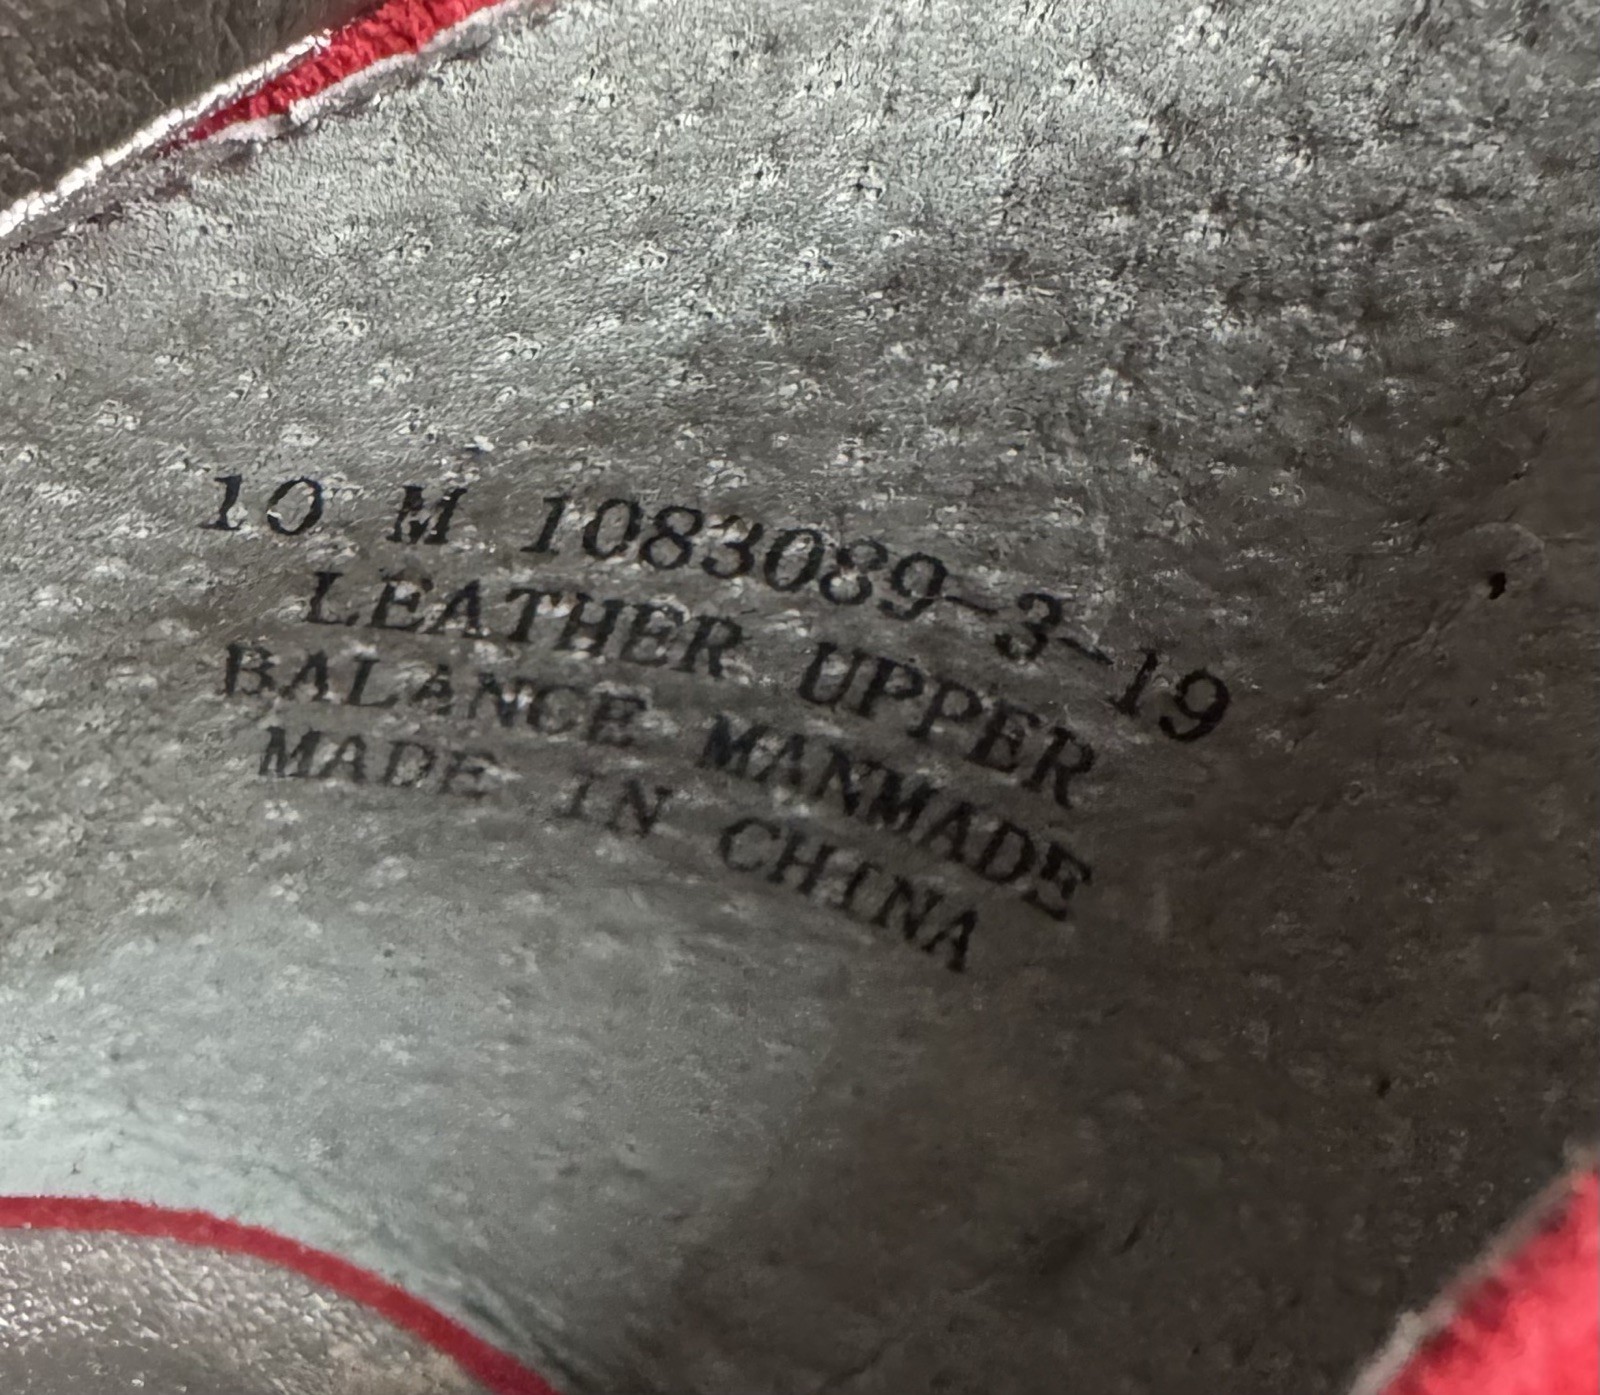 10 M 1083089-3-19
LEATHER UPPER
BALANCE MANMADE
MADE IN CHINA